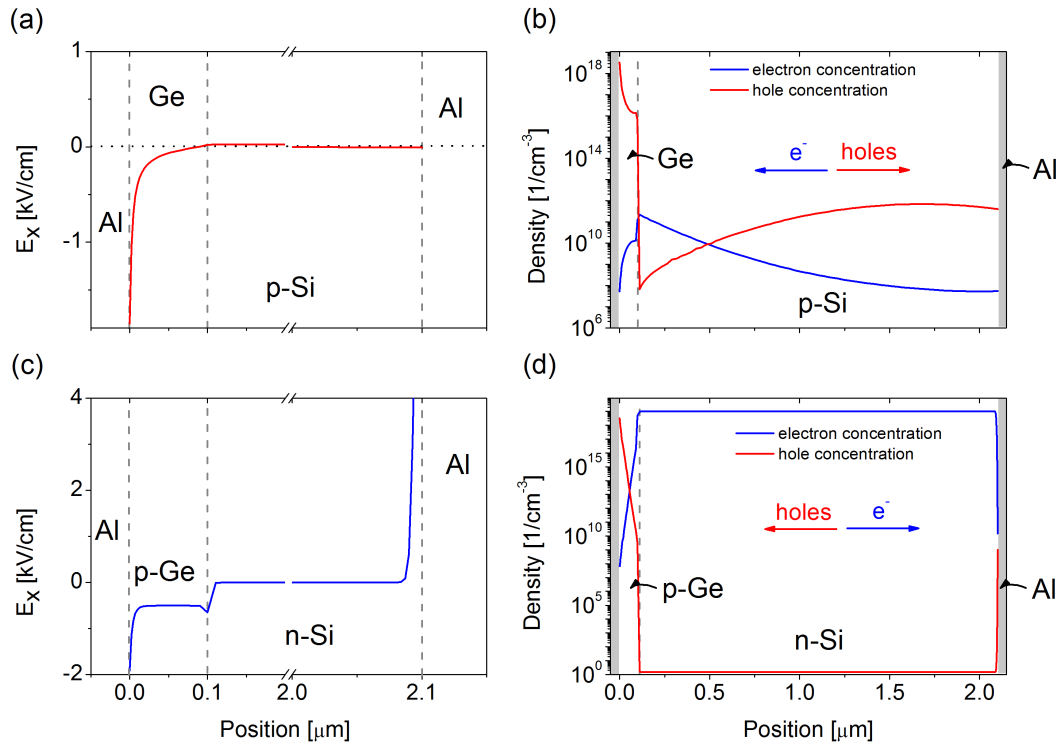 (a)
1
0
-1
E_X [kV/cm]
Ge
Al
Al
p-Si
(b)
10^18
10^14
10^10
10^6
Density [1/cm^-3]
electron concentration
hole concentration
Ge
e^-
holes
Al
p-Si
(c)
4
2
0
-2
E_X [kV/cm]
Al
Al
p-Ge
n-Si
0.0
0.1
2.0
2.1
Position [μm]
(d)
10^15
10^10
10^5
10^0
Density [1/cm^-3]
electron concentration
hole concentration
holes
e^-
p-Ge
Al
n-Si
0.0
0.5
1.0
1.5
2.0
Position [μm]